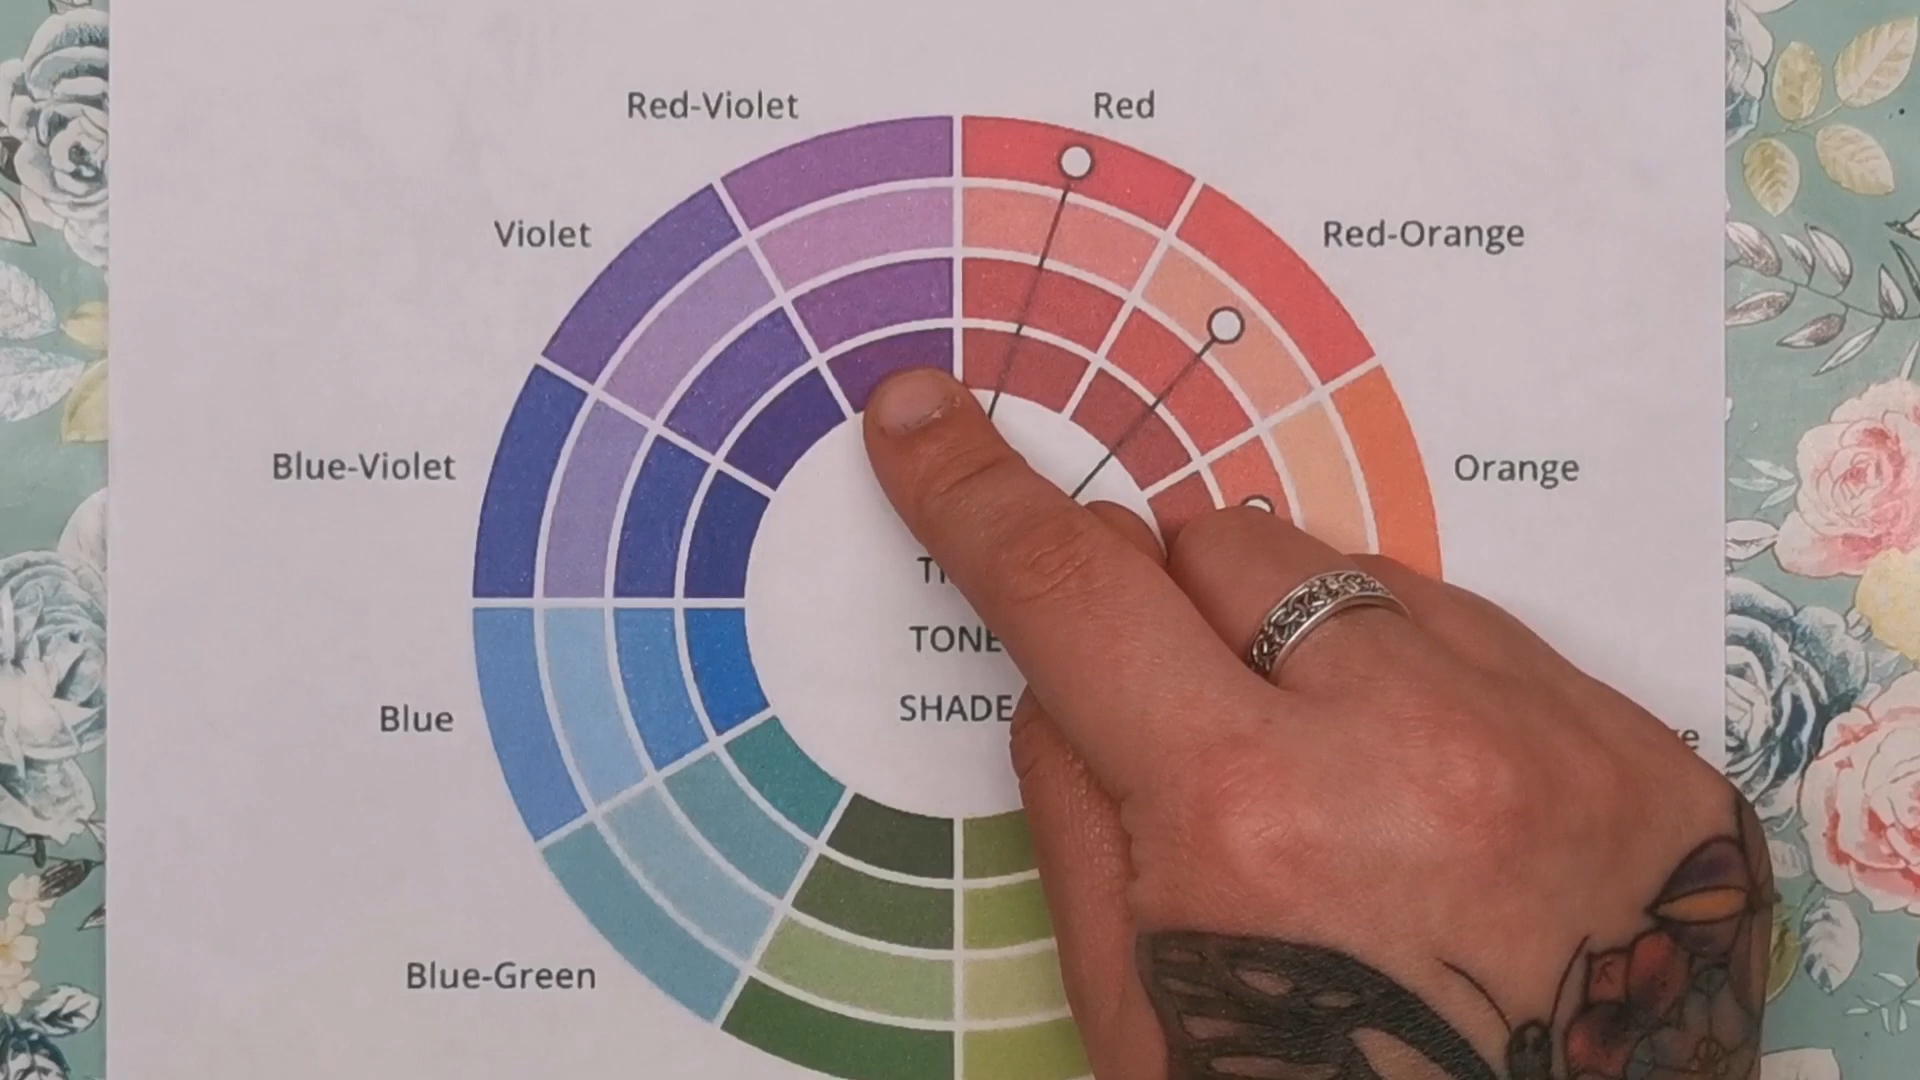 Red-Violet
Red
Violet
Red-Orange
Blue-Violet
Orange
TONE
Blue
SHADE
Blue-Green